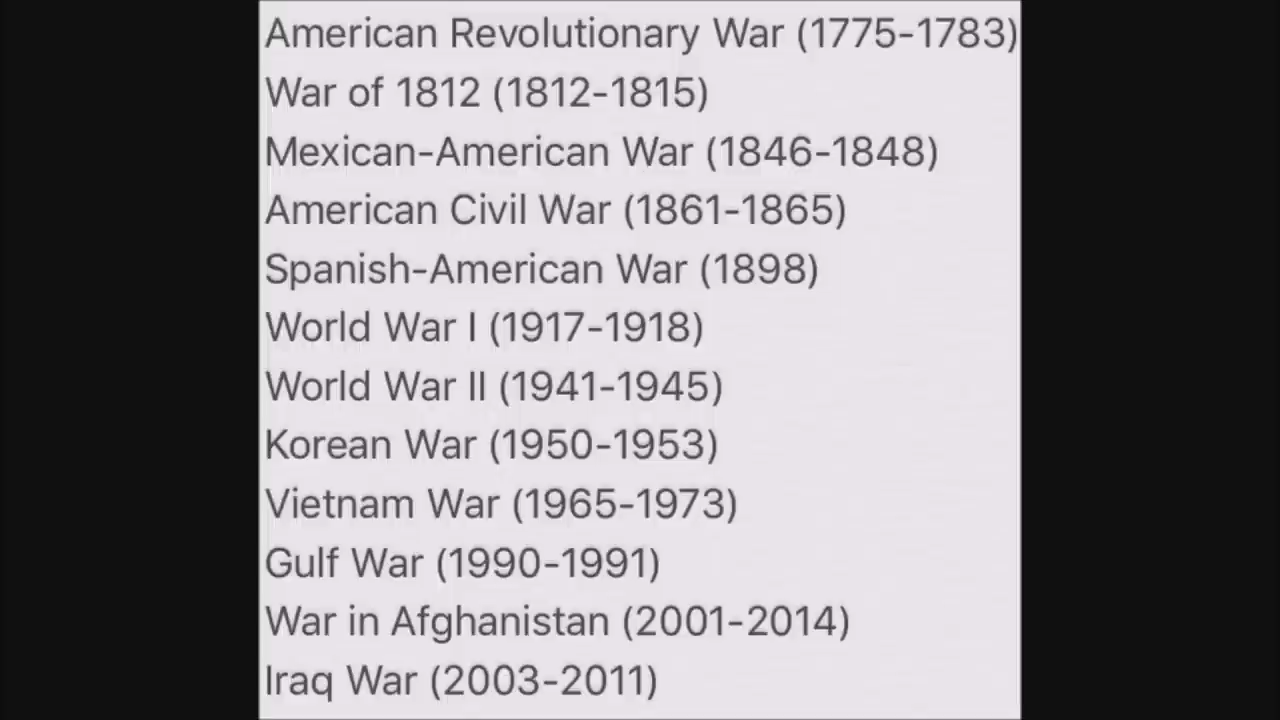 American Revolutionary War (1775-1783)
War of 1812 (1812-1815)
Mexican-American War (1846-1848)
American Civil War (1861-1865)
Spanish-American War (1898)
World War I (1917-1918)
World War II (1941-1945)
Korean War (1950-1953)
Vietnam War (1965-1973)
Gulf War (1990-1991)
War in Afghanistan (2001-2014)
Iraq War (2003-2011)